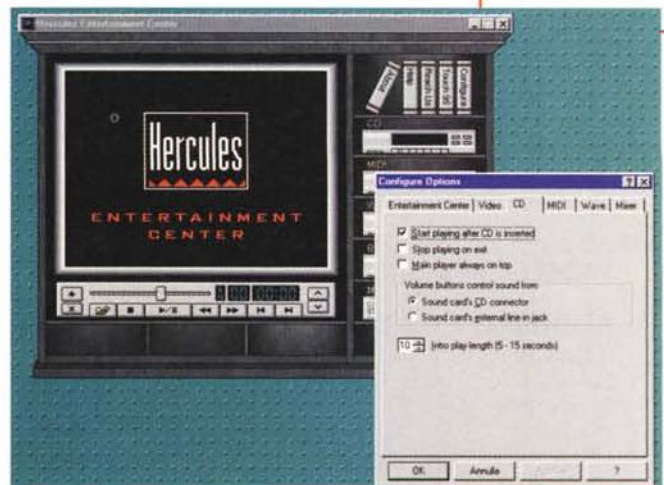 Hercules Entertainment Center
About
Help
Reach Us
Touch 95
Configure
CD
MIDI
Hercules
ENTERTAINMENT
CENTER
Configure Options
Entertainment Center
Video
CD
MIDI
Wave
Mixer
Start playing after CD is inserted
Stop playing on exit
Main player always on top
Volume buttons control sound from:
Sound card's CD connector
Sound card's external line in jack
10
Intro play length (5 - 15 seconds)
OK
Annulla
?